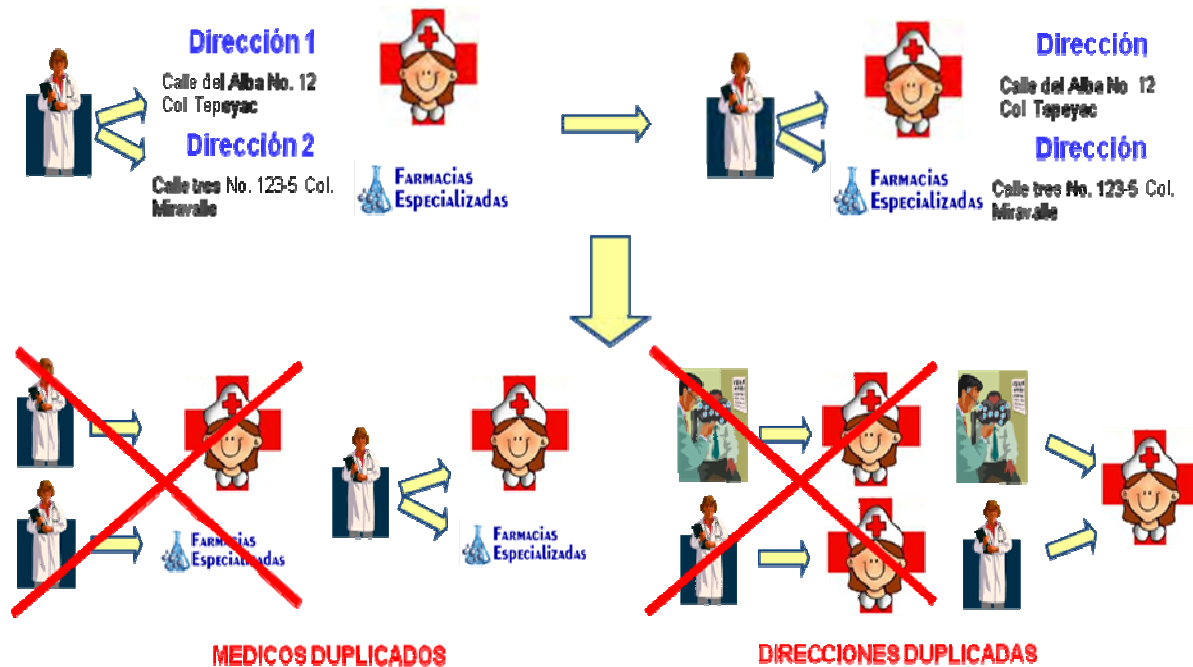 Dirección 1
Calle del Alba No. 12
Col Tepeyac
Dirección 2
Calle tres No. 123-5 Col.
Miravalle
FARMACIAS
ESPECIALIZADAS
Dirección
Calle del Alba No 12
Col Tepeyac
Dirección
Calle tres No. 123-5 Col.
Miravalle
FARMACIAS
ESPECIALIZADAS
FARMACIAS
ESPECIALIZADAS
FARMACIAS
ESPECIALIZADAS
MEDICOS DUPLICADOS
DIRECCIONES DUPLICADAS